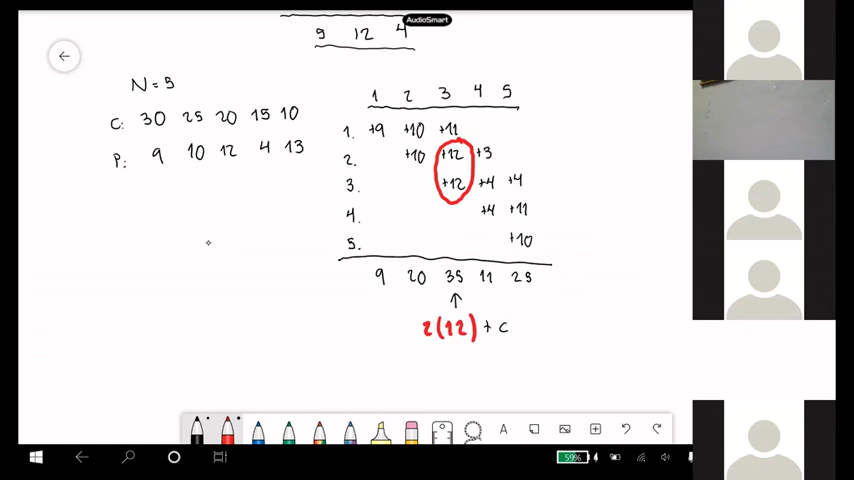 AudioSmart
9 12 4
N = 5
C: 30 25 20 15 10
P: 9 10 12 4 13
1 2 3 4 5
1. +9 +10 +11
2. +10 +12 +3
3. +12 +4 +4
4. +4 +11
5. +10
9 20 35 11 25
↑
2(12) + c
A
59%